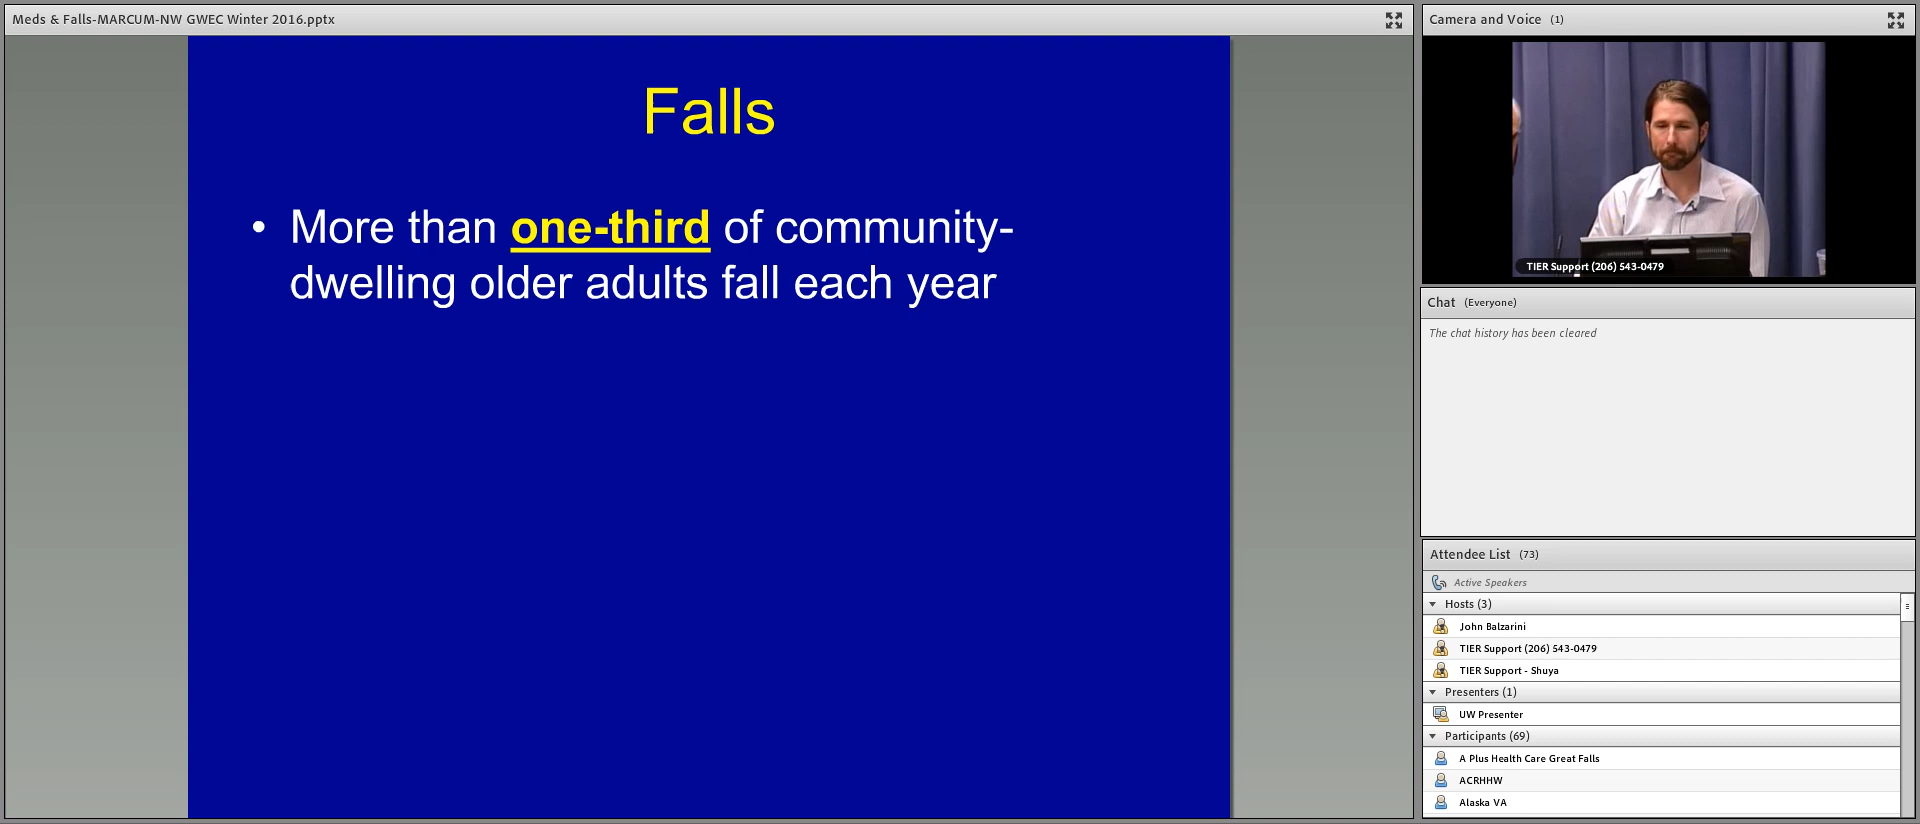 Meds & Falls-MARCUM-NW GWEC Winter 2016.pptx
Falls
• More than one-third of community-
dwelling older adults fall each year
Camera and Voice (1)
TIER Support (206) 543-0479
Chat (Everyone)
The chat history has been cleared
Attendee List (73)
Active Speakers
Hosts (3)
John Balzarini
TIER Support (206) 543-0479
TIER Support - Shuya
Presenters (1)
UW Presenter
Participants (69)
A Plus Health Care Great Falls
ACRHHW
Alaska VA